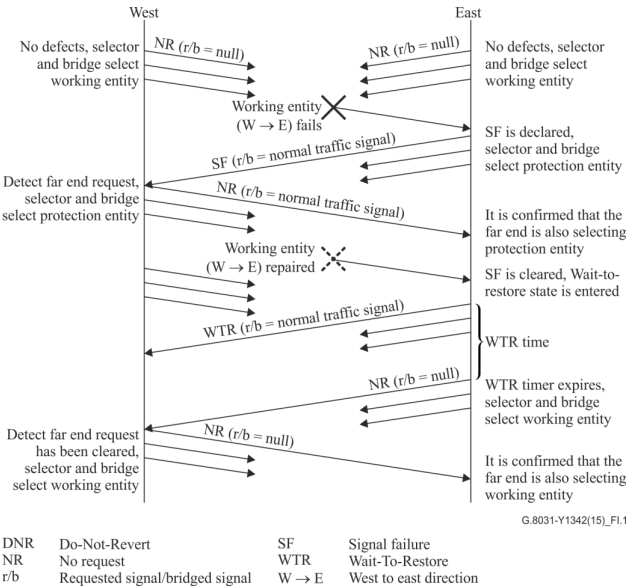 West
East
NR (r/b = null)
NR (r/b = null)
No defects, selector
and bridge select
working entity
No defects, selector
and bridge select
working entity
Working entity
(W → E) fails
SF is declared,
selector and bridge
select protection entity
SF (r/b = normal traffic signal)
Detect far end request,
selector and bridge
select protection entity
NR (r/b = normal traffic signal)
It is confirmed that the
far end is also selecting
protection entity
Working entity
(W → E) repaired
SF is cleared, Wait-to-
restore state is entered
WTR (r/b = normal traffic signal)
WTR time
NR (r/b = null)
WTR timer expires,
selector and bridge
select working entity
Detect far end request
has been cleared,
selector and bridge
select working entity
NR (r/b = null)
It is confirmed that the
far end is also selecting
working entity
G.8031-Y1342(15)_FI.1
DNR Do-Not-Revert SF Signal failure
NR No request WTR Wait-To-Restore
r/b Requested signal/bridged signal W → E West to east direction